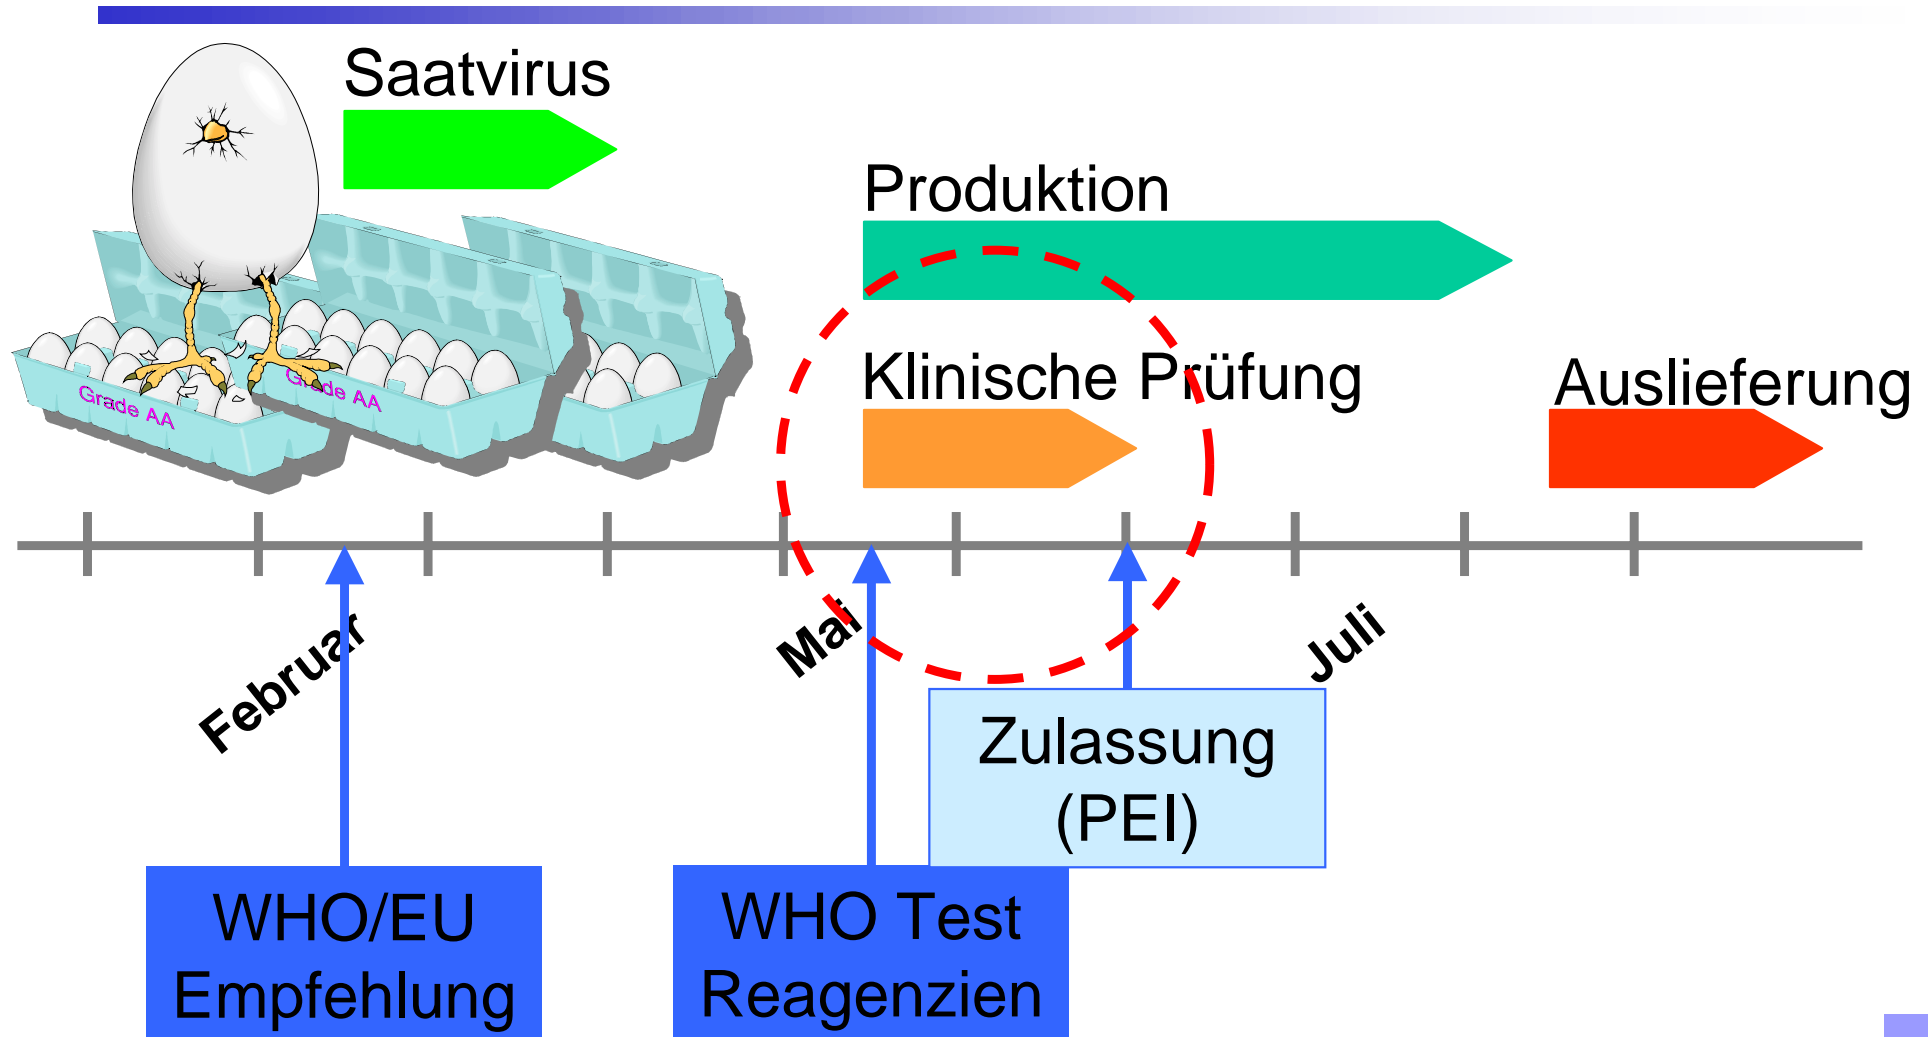 Saatvirus
Produktion
Klinische Prüfung
Auslieferung
Grade AA
Grade AA
Februar
Mai
Juli
Zulassung
(PEI)
WHO/EU
Empfehlung
WHO Test
Reagenzien